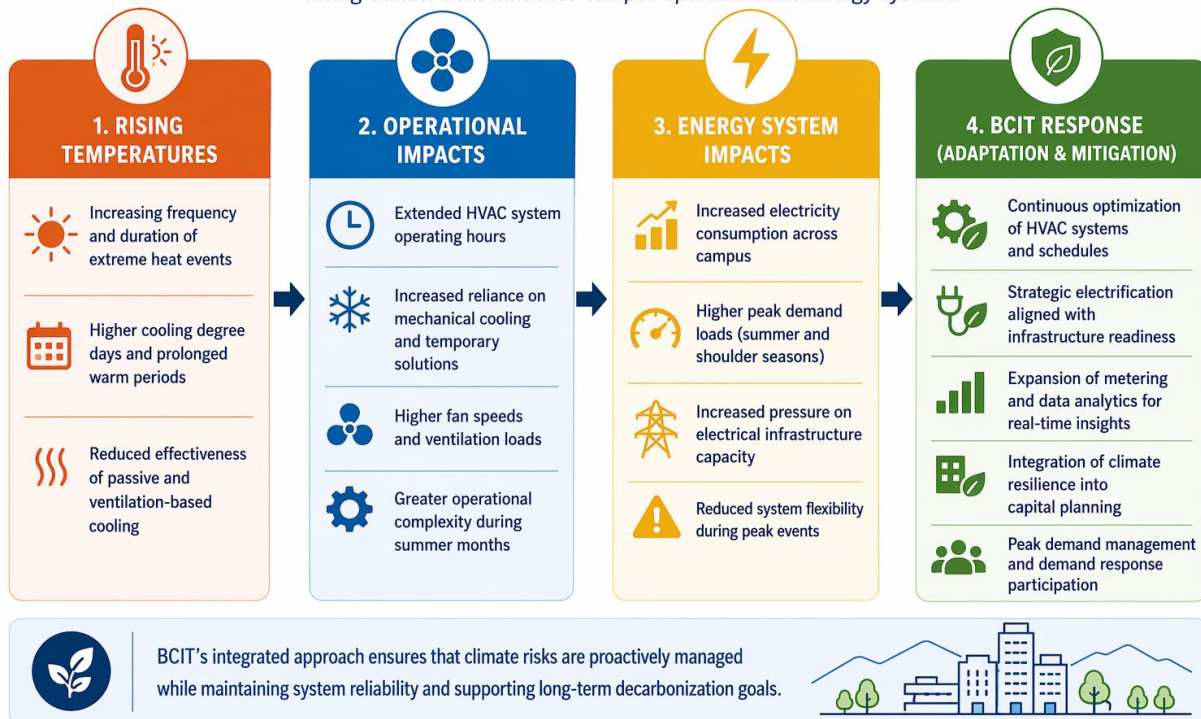 1. RISING
TEMPERATURES
Increasing frequency
and duration of
extreme heat events
Higher cooling degree
days and prolonged
warm periods
Reduced effectiveness
of passive and
ventilation-based
cooling
2. OPERATIONAL
IMPACTS
Extended HVAC system
operating hours
Increased reliance on
mechanical cooling
and temporary
solutions
Higher fan speeds
and ventilation loads
Greater operational
complexity during
summer months
3. ENERGY SYSTEM
IMPACTS
Increased electricity
consumption across
campus
Higher peak demand
loads (summer and
shoulder seasons)
Increased pressure on
electrical infrastructure
capacity
Reduced system flexibility
during peak events
4. BCIT RESPONSE
(ADAPTATION & MITIGATION)
Continuous optimization
of HVAC systems
and schedules
Strategic electrification
aligned with
infrastructure readiness
Expansion of metering
and data analytics for
real-time insights
Integration of climate
resilience into
capital planning
Peak demand management
and demand response
participation
BCIT's integrated approach ensures that climate risks are proactively managed
while maintaining system reliability and supporting long-term decarbonization goals.